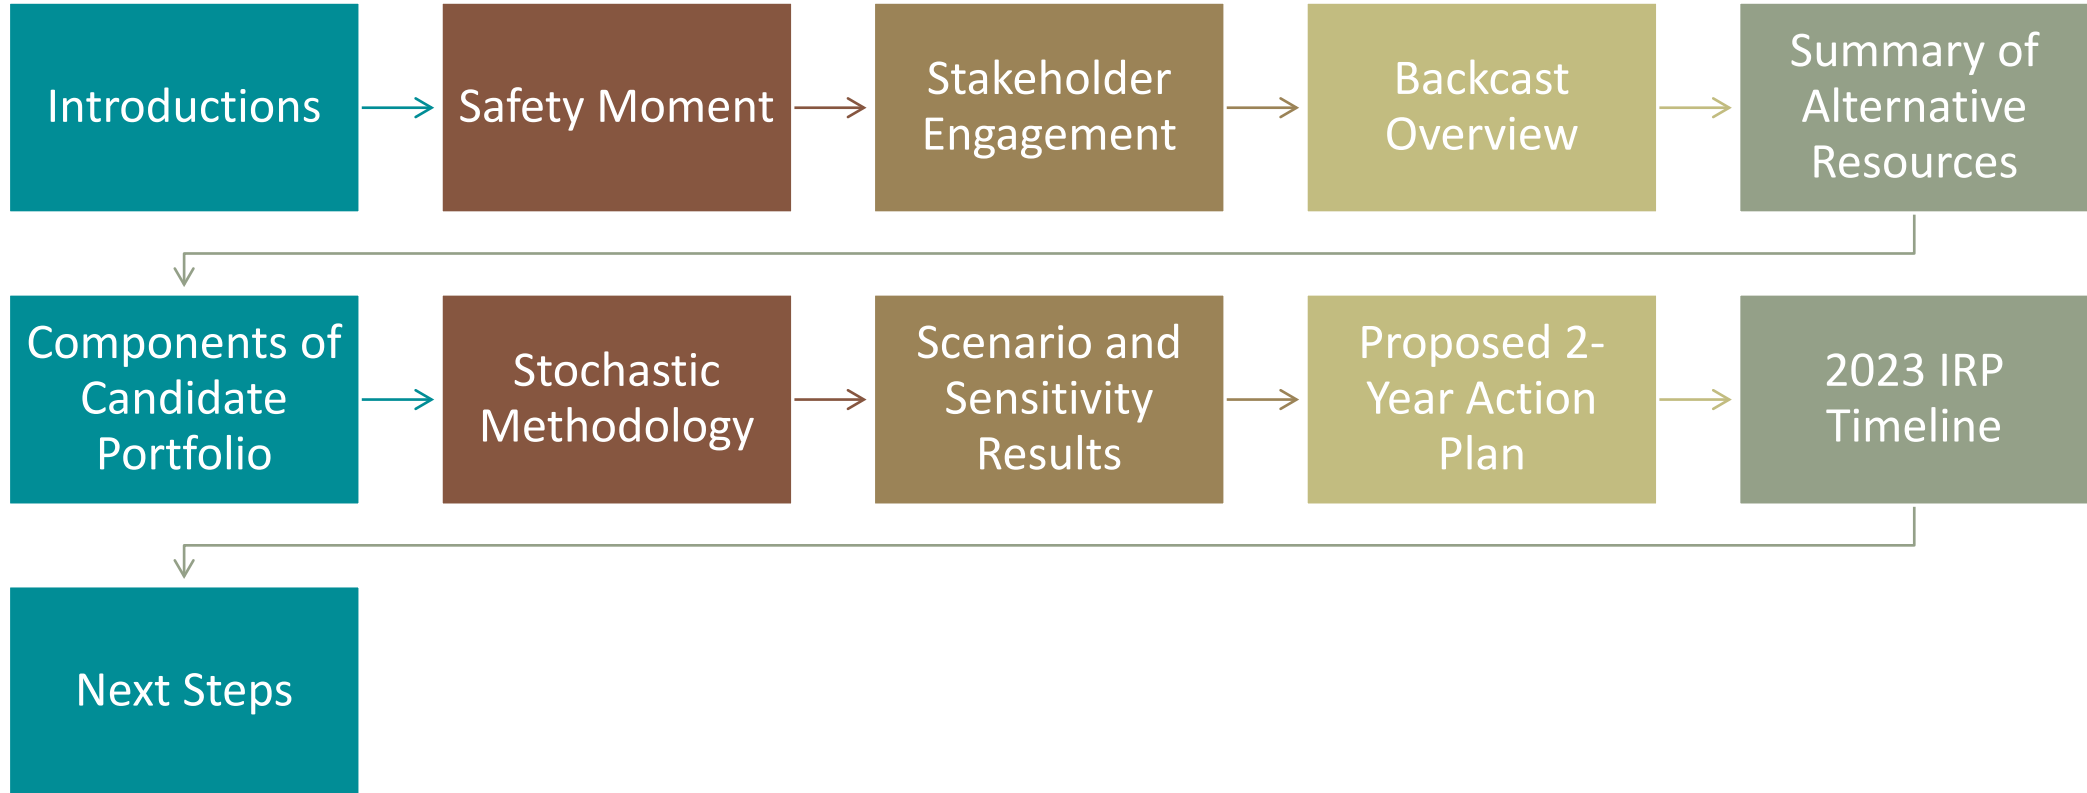 Introductions
Safety Moment
Stakeholder
Engagement
Backcast
Overview
Summary of
Alternative
Resources
Components of
Candidate
Portfolio
Stochastic
Methodology
Scenario and
Sensitivity
Results
Proposed 2-
Year Action
Plan
2023 IRP
Timeline
Next Steps